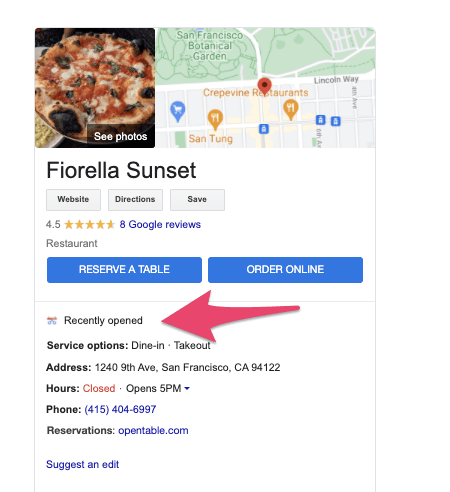 San Francisco
Botanical
Garden
Lincoln Way
Crepevine Restaurants
San Tung
6th Ave
4th Ave
See photos
Fiorella Sunset
Website
Directions
Save
4.5
8 Google reviews
Restaurant
RESERVE A TABLE
ORDER ONLINE
Recently opened
Service options: Dine-in · Takeout
Address: 1240 9th Ave, San Francisco, CA 94122
Hours: Closed · Opens 5PM
Phone: (415) 404-6997
Reservations: opentable.com
Suggest an edit